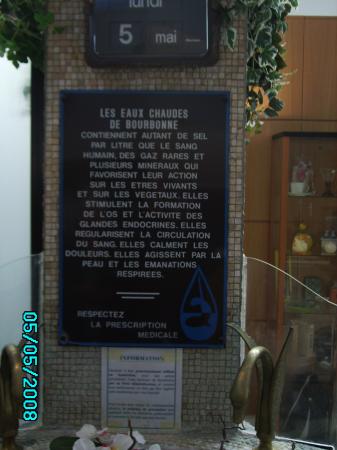 lundi
5 mai
LES EAUX CHAUDES
DE BOURBONNE
CONTIENNENT AUTANT DE SEL
PAR LITRE QUE LE SANG
HUMAIN, DES GAZ RARES ET
PLUSIEURS MINERAUX QUI
FAVORISENT LEUR ACTION
SUR LES ETRES VIVANTS
ET SUR LES VEGETAUX. ELLES
STIMULENT LA FORMATION
DE L'OS ET L'ACTIVITE DES
GLANDES ENDOCRINES. ELLES
REGULARISENT LA CIRCULATION
DU SANG. ELLES CALMENT LES
DOULEURS. ELLES AGISSENT PAR LA
PEAU ET LES EMANATIONS
RESPIREES.
RESPECTEZ
LA PRESCRIPTION
MEDICALE
INFORMATION
05/05/2008